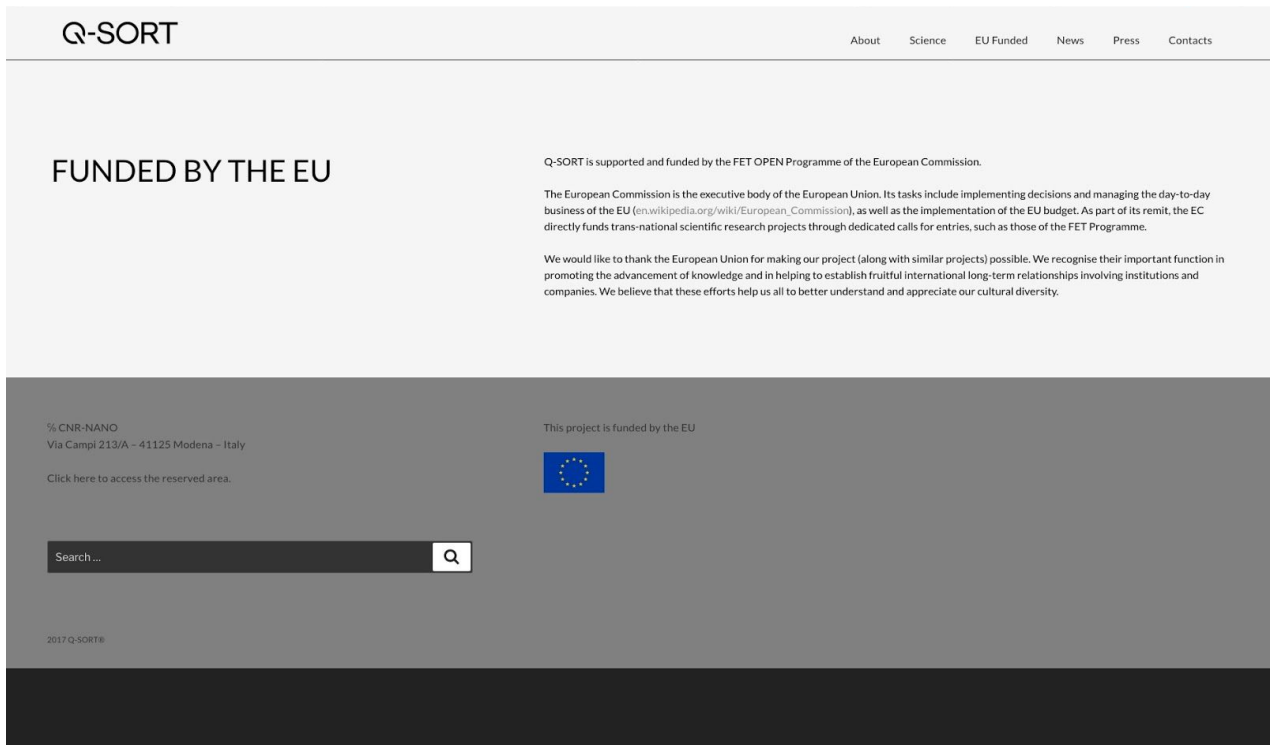 Q-SORT
About Science EU Funded News Press Contacts
FUNDED BY THE EU
Q-SORT is supported and funded by the FET OPEN Programme of the European Commission.
The European Commission is the executive body of the European Union. Its tasks include implementing decisions and managing the day-to-day
business of the EU (en.wikipedia.org/wiki/European_Commission), as well as the implementation of the EU budget. As part of its remit, the EC
directly funds trans-national scientific research projects through dedicated calls for entries, such as those of the FET Programme.
We would like to thank the European Union for making our project (along with similar projects) possible. We recognise their important function in
promoting the advancement of knowledge and in helping to establish fruitful international long-term relationships involving institutions and
companies. We believe that these efforts help us all to better understand and appreciate our cultural diversity.
℅ CNR-NANO
Via Campi 213/A – 41125 Modena – Italy
Click here to access the reserved area.
This project is funded by the EU
Search …
2017 Q-SORT®